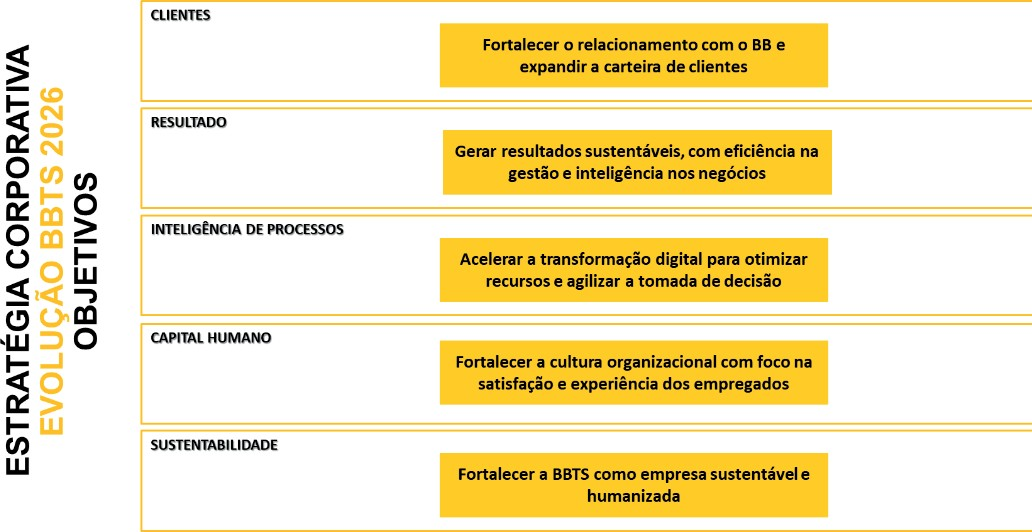 ESTRATÉGIA CORPORATIVA
EVOLUÇÃO BBTS 2026
OBJETIVOS
CLIENTES
Fortalecer o relacionamento com o BB e
expandir a carteira de clientes
RESULTADO
Gerar resultados sustentáveis, com eficiência na
gestão e inteligência nos negócios
INTELIGÊNCIA DE PROCESSOS
Acelerar a transformação digital para otimizar
recursos e agilizar a tomada de decisão
CAPITAL HUMANO
Fortalecer a cultura organizacional com foco na
satisfação e experiência dos empregados
SUSTENTABILIDADE
Fortalecer a BBTS como empresa sustentável e
humanizada